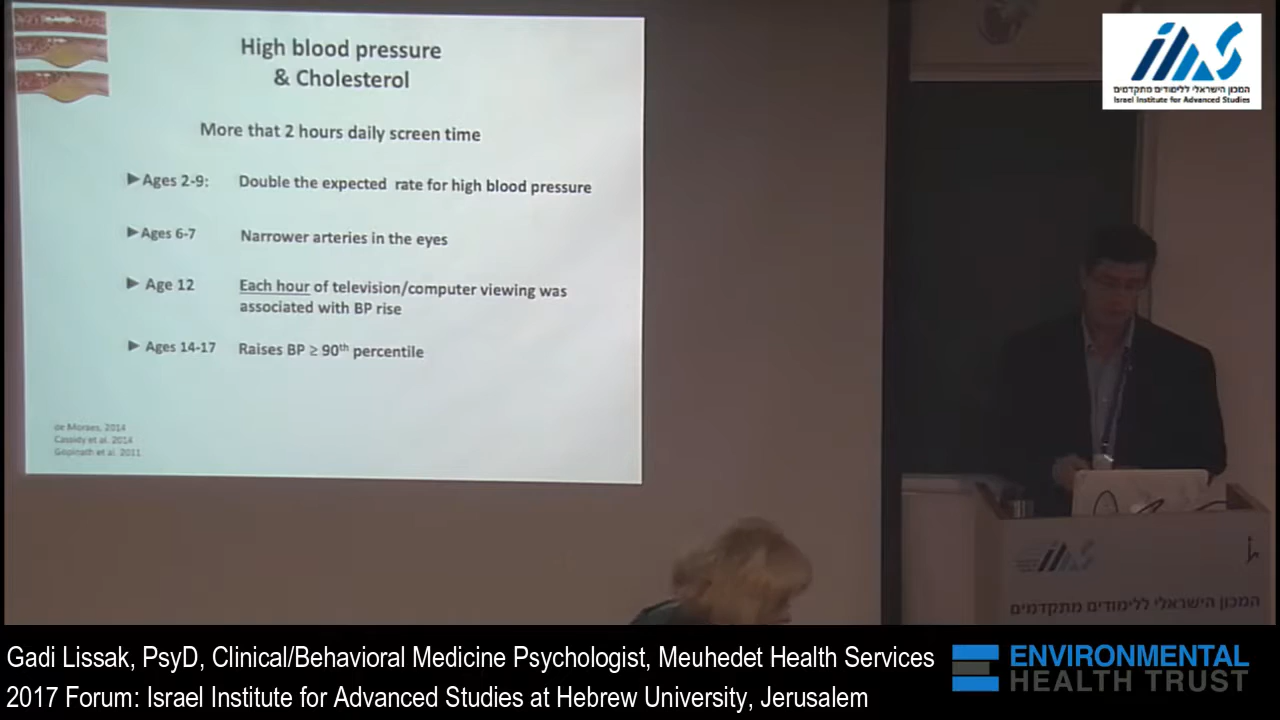 High blood pressure
& Cholesterol
More that 2 hours daily screen time
Ages 2-9: Double the expected rate for high blood pressure
Ages 6-7 Narrower arteries in the eyes
Age 12 Each hour of television/computer viewing was
associated with BP rise
Ages 14-17 Raises BP ≥ 90th percentile
de Moraes, 2014
Cassidy et al. 2014
Gopinath et al. 2011
המכון הישראלי ללימודים מתקדמים
Israel Institute for Advanced Studies
המכון הישראלי ללימודים מתקדמים
Gadi Lissak, PsyD, Clinical/Behavioral Medicine Psychologist, Meuhedet Health Services
2017 Forum: Israel Institute for Advanced Studies at Hebrew University, Jerusalem
ENVIRONMENTAL
HEALTH TRUST